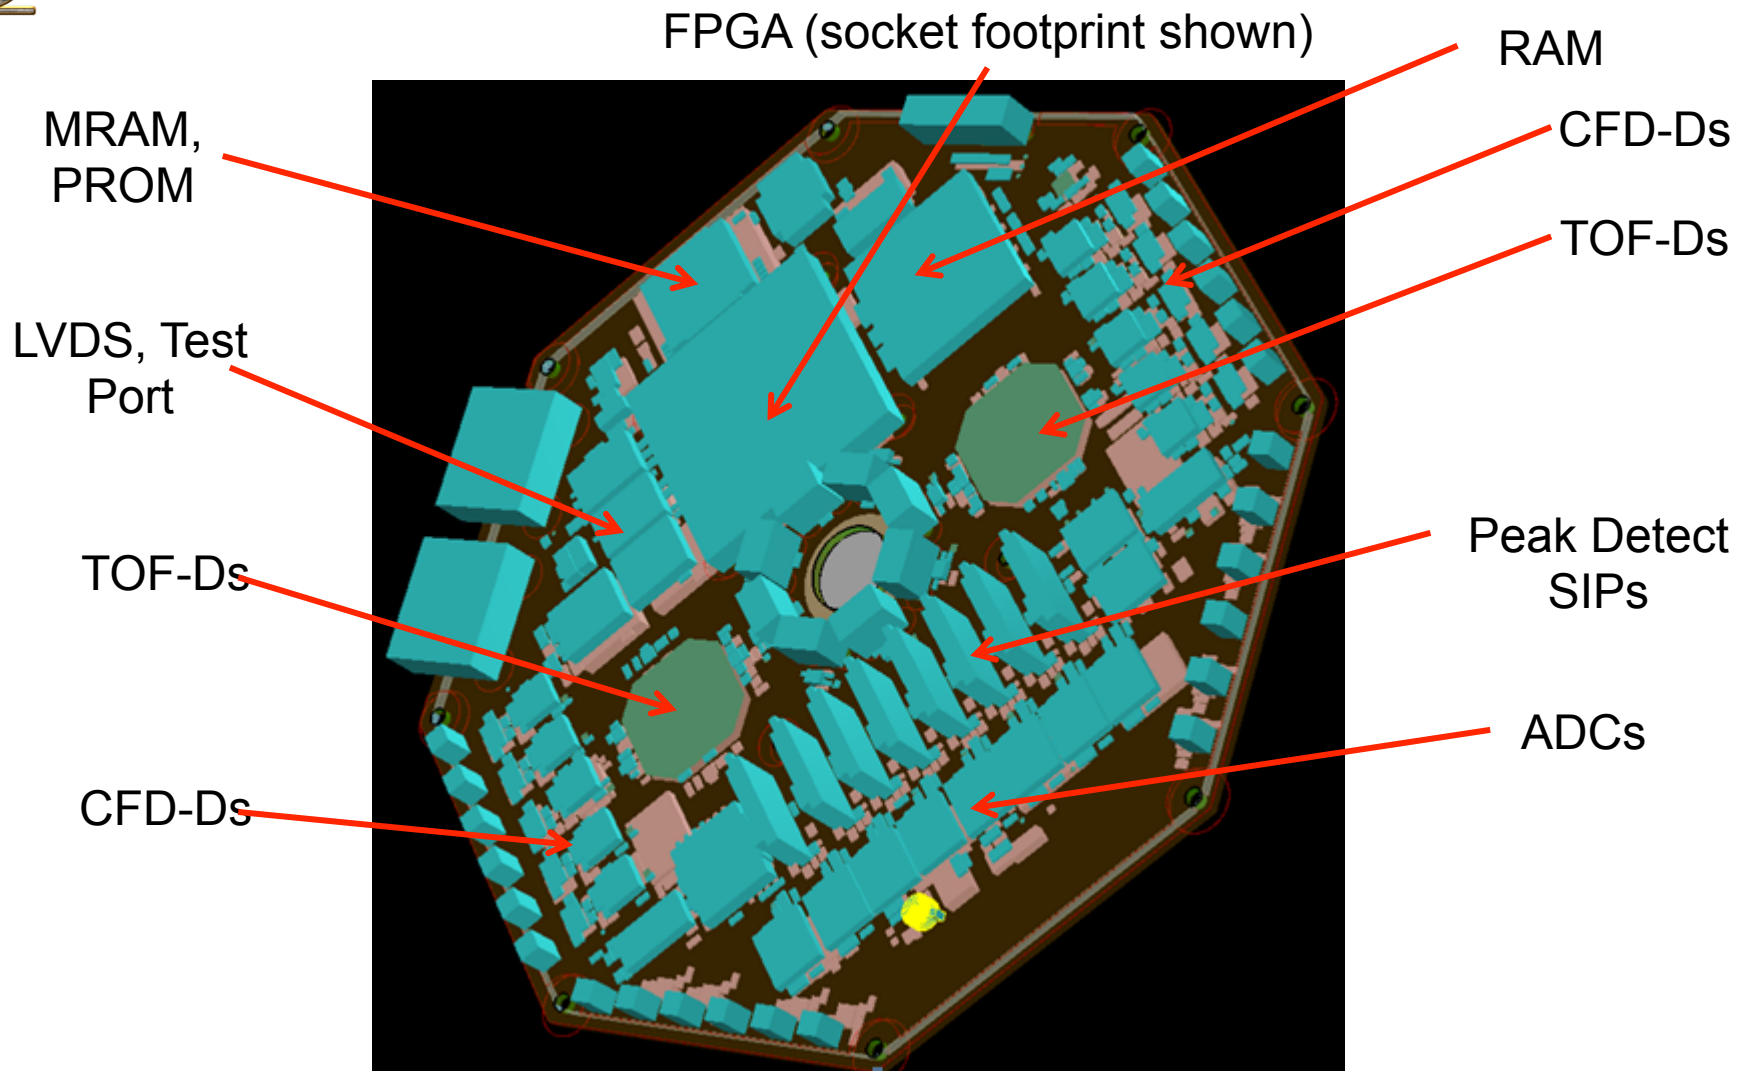 FPGA (socket footprint shown)
RAM
MRAM,
PROM
CFD-Ds
TOF-Ds
LVDS, Test
Port
TOF-Ds
Peak Detect
SIPs
ADCs
CFD-Ds